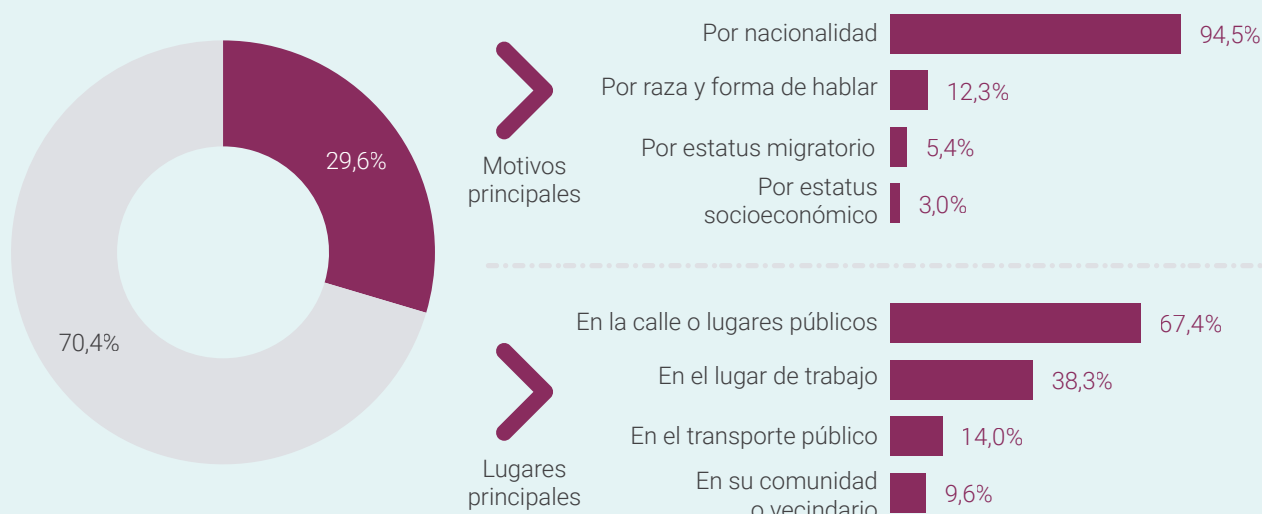 29,6%
70,4%
Motivos
principales
Por nacionalidad
94,5%
Por raza y forma de hablar
12,3%
Por estatus migratorio
5,4%
Por estatus
socioeconómico
3,0%
Lugares
principales
En la calle o lugares públicos
67,4%
En el lugar de trabajo
38,3%
En el transporte público
14,0%
En su comunidad
o vecindario
9,6%